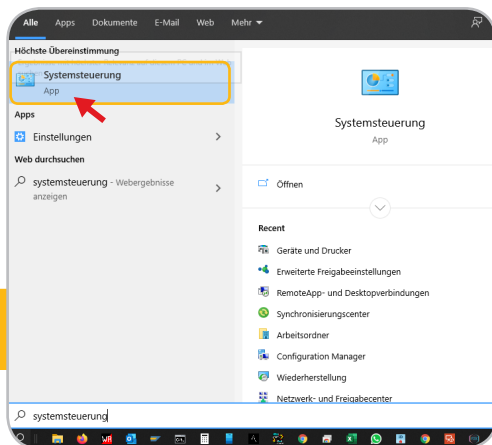 Alle Apps Dokumente E-Mail Web Mehr
Höchste Übereinstimmung
Systemsteuerung
App
Apps
Einstellungen
Web durchsuchen
systemsteuerung - Webergebnisse
anzeigen
Systemsteuerung
App
Öffnen
Recent
Geräte und Drucker
Erweiterte Freigabeeinstellungen
RemoteApp- und Desktopverbindungen
Synchronisierungscenter
Arbeitsordner
Configuration Manager
Wiederherstellung
Netzwerk- und Freigabecenter
systemsteuerung